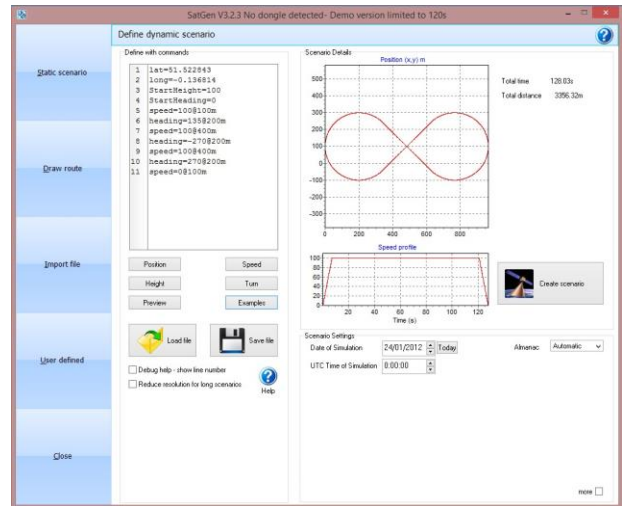 SatGen V3.2.3 No dongle detected- Demo version limited to 120s
Static scenario
Draw route
Import file
User defined
Close
Define dynamic scenario
Define with commands
1 lat=51.522843
2 long=-0.136814
3 StartHeight=100
4 StartHeading=0
5 speed=100@100m
6 heading=135@200m
7 speed=100@400m
8 heading=-270@200m
9 speed=100@400m
10 heading=270@200m
11 speed=0@100m
Position Speed
Height Turn
Preview Examples
Load file Save file
Debug help - show line number
Reduce resolution for long scenarios
Help
Scenario Details
Position (x,y) m
500
400
300
200
100
0
-100
-200
-300
0 200 400 600 800
Total time 128.03s
Total distance 3356.32m
Speed profile
100
80
60
40
20
0
20 40 60 80 100 120
Time (s)
Create scenario
Scenario Settings
Date of Simulation 24/01/2012 Today
UTC Time of Simulation 0:00:00
Almanac Automatic
more